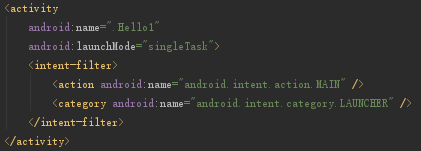 <activity
android:name=".Hello1"
android:launchMode="singleTask">
<intent-filter>
<action android:name="android.intent.action.MAIN" />
<category android:name="android.intent.category.LAUNCHER" />
</intent-filter>
</activity>